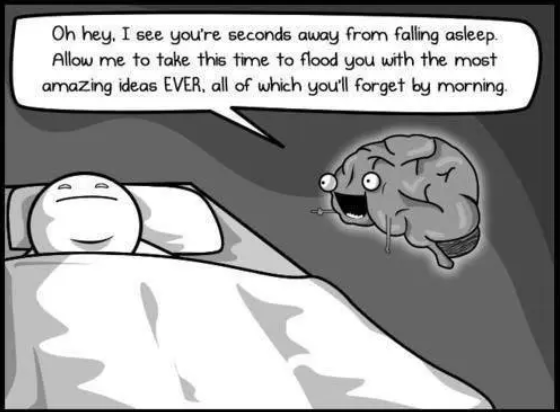 Oh hey, I see you're seconds away from falling asleep.
Allow me to take this time to flood you with the most
amazing ideas EVER, all of which you'll forget by morning.